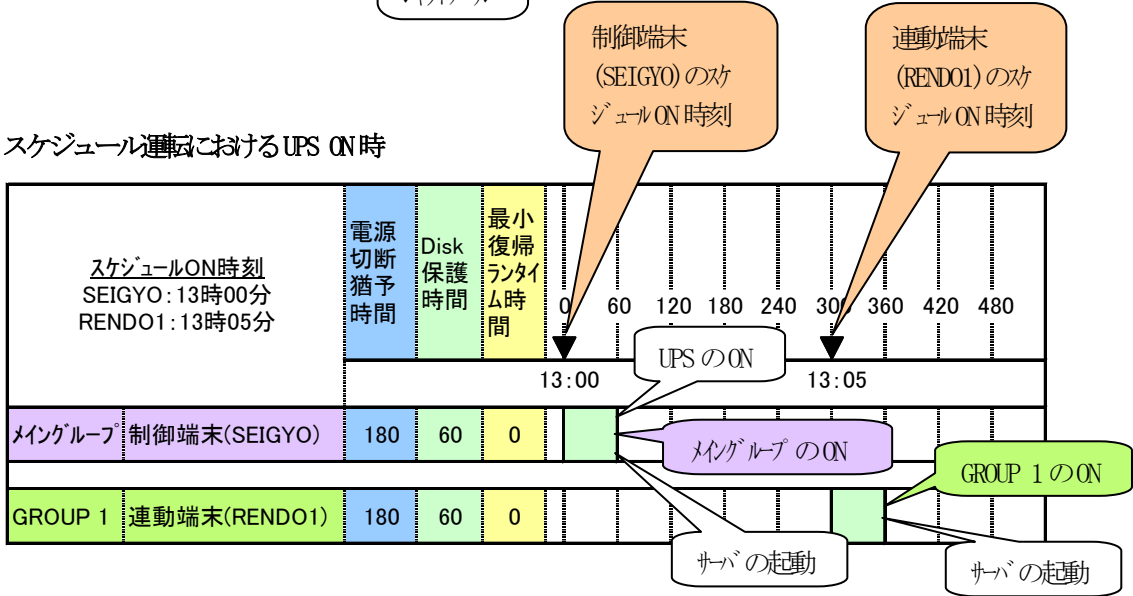 制御端末
(SEIGYO)のｽｹ
ｼﾞｭｰﾙON時刻
連動端末
(RENDO1)のｽｹ
ｼﾞｭｰﾙON時刻
スケジュール運転におけるUPS ON時
ｽｹｼﾞｭｰﾙON時刻
SEIGYO:13時00分
RENDO1:13時05分
電源
切断
猶予
時間
Disk
保護
時間
最小
復帰
ﾗﾝﾀｲ
ﾑ時
間
0 60 120 180 240 300 360 420 480
UPSのON
13:00 13:05
ﾒｲﾝｸﾞﾙｰﾌﾟ 制御端末(SEIGYO) 180 60 0
ﾒｲﾝｸﾞﾙｰﾌﾟのON
GROUP 1のON
GROUP 1 連動端末(RENDO1) 180 60 0
ｻｰﾊﾞの起動
ｻｰﾊﾞの起動